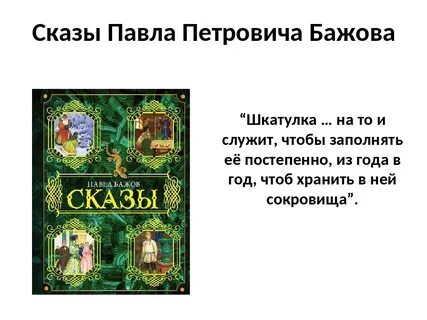 Сказы Павла Петровича Бажова
“Шкатулка … на то и
служит, чтобы заполнять
её постепенно, из года в
год, чтоб хранить в ней
сокровища”.
ПАВЕЛ БАЖОВ
СКАЗЫ